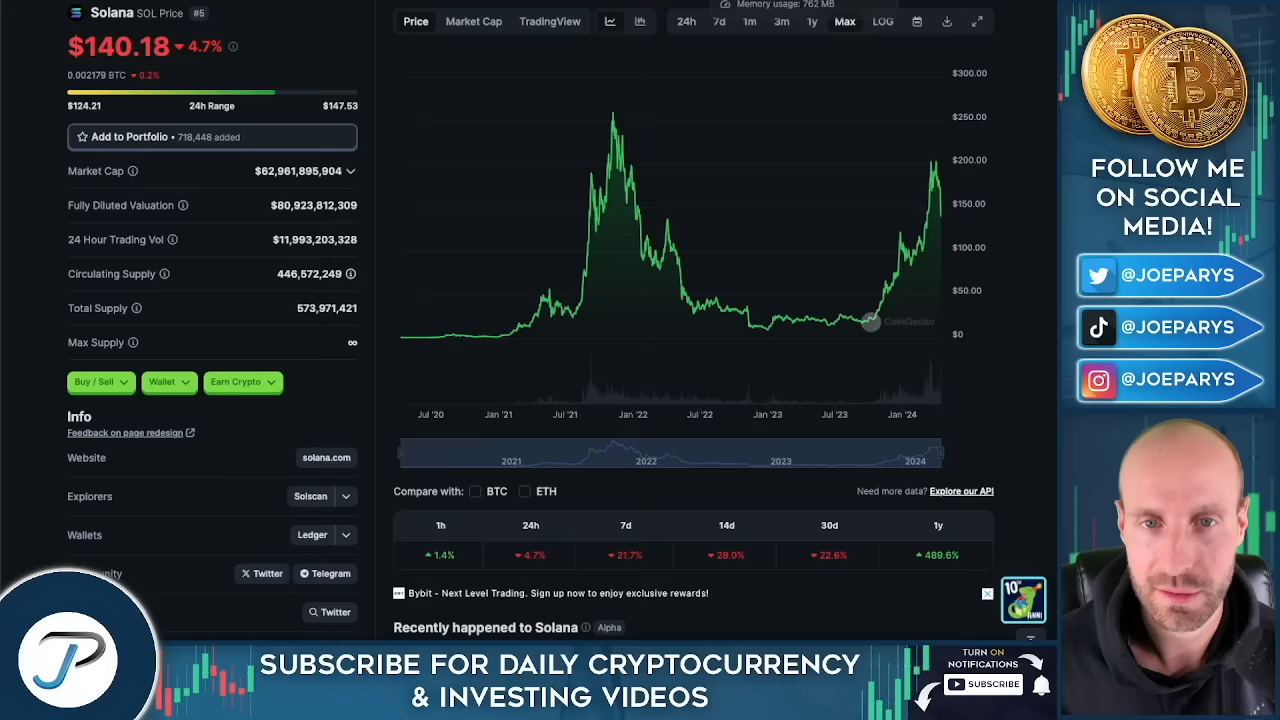 Solana SOL Price #5
$140.18 4.7%
0.002179 BTC 0.2%
$124.21 24h Range $147.53
Add to Portfolio • 718,448 added
Market Cap $62,961,895,904
Fully Diluted Valuation $80,923,812,309
24 Hour Trading Vol $11,993,203,328
Circulating Supply 446,572,249
Total Supply 573,971,421
Max Supply ∞
Buy / Sell Wallet Earn Crypto
Info
Feedback on page redesign
Website solana.com
Explorers Solscan
Wallets Ledger
Twitter Telegram
Twitter
Memory usage: 762 MB
Price Market Cap TradingView 24h 7d 1m 3m 1y Max LOG
$300.00
$250.00
$200.00
$150.00
$100.00
$50.00
$0
CoinGecko
Jul '20 Jan '21 Jul '21 Jan '22 Jul '22 Jan '23 Jul '23 Jan '24
2021 2022 2023 2024
Compare with: BTC ETH Need more data? Explore our API
1h 24h 7d 14d 30d 1y
1.4% 4.7% 21.7% 28.0% 22.6% 489.6%
Bybit - Next Level Trading. Sign up now to enjoy exclusive rewards!
Recently happened to Solana Alpha
FOLLOW ME
ON SOCIAL
MEDIA!
@JOEPARYS
@JOEPARYS
@JOEPARYS
SUBSCRIBE FOR DAILY CRYPTOCURRENCY
& INVESTING VIDEOS
TURN ON
NOTIFICATIONS
SUBSCRIBE